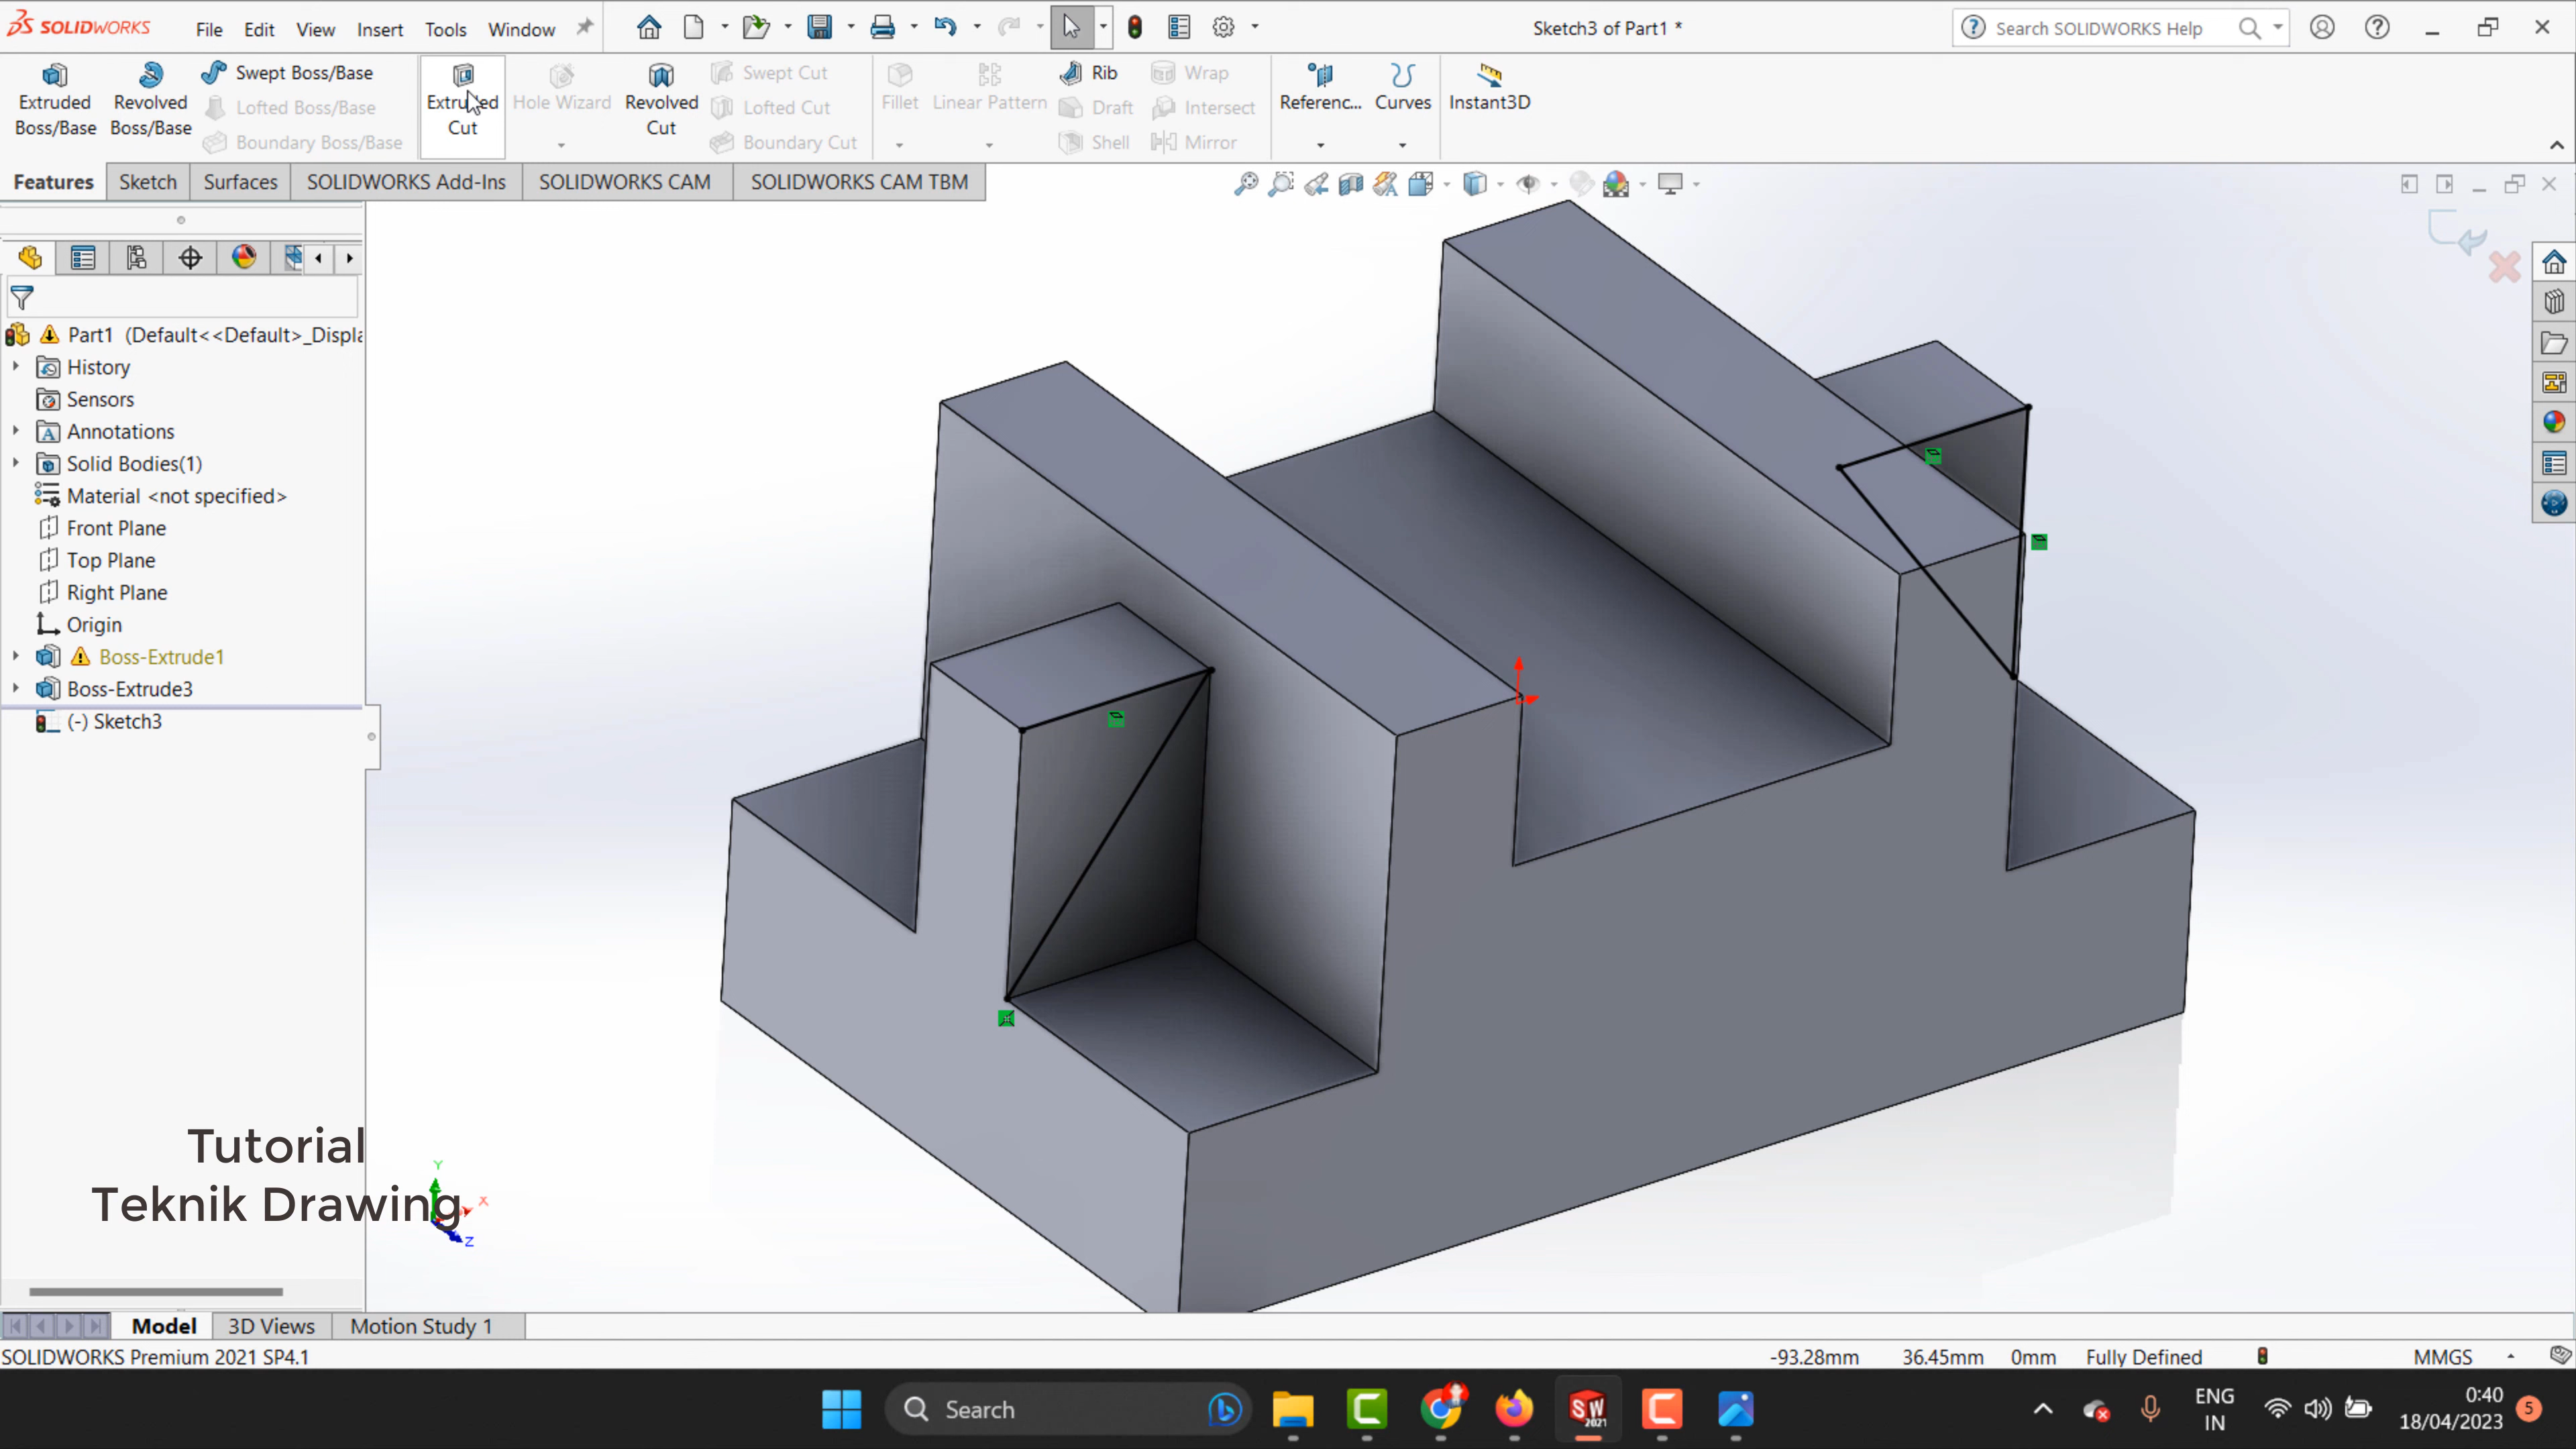 SOLIDWORKS File Edit View Insert Tools Window Sketch3 of Part1 * Search SOLIDWORKS Help
Extruded Boss/Base
Revolved Boss/Base
Swept Boss/Base
Lofted Boss/Base
Boundary Boss/Base
Extruded Cut
Hole Wizard
Revolved Cut
Swept Cut
Lofted Cut
Boundary Cut
Fillet
Linear Pattern
Rib
Draft
Shell
Wrap
Intersect
Mirror
Referenc...
Curves
Instant3D
Features Sketch Surfaces SOLIDWORKS Add-Ins SOLIDWORKS CAM SOLIDWORKS CAM TBM
Part1 (Default<<Default>_Displa
History
Sensors
Annotations
Solid Bodies(1)
Material <not specified>
Front Plane
Top Plane
Right Plane
Origin
Boss-Extrude1
Boss-Extrude3
(-) Sketch3
Tutorial
Teknik Drawing
Y
X
Z
Model 3D Views Motion Study 1
SOLIDWORKS Premium 2021 SP4.1 -93.28mm 36.45mm 0mm Fully Defined MMGS
Search
SW
2021
ENG
IN
0:40
18/04/2023
5